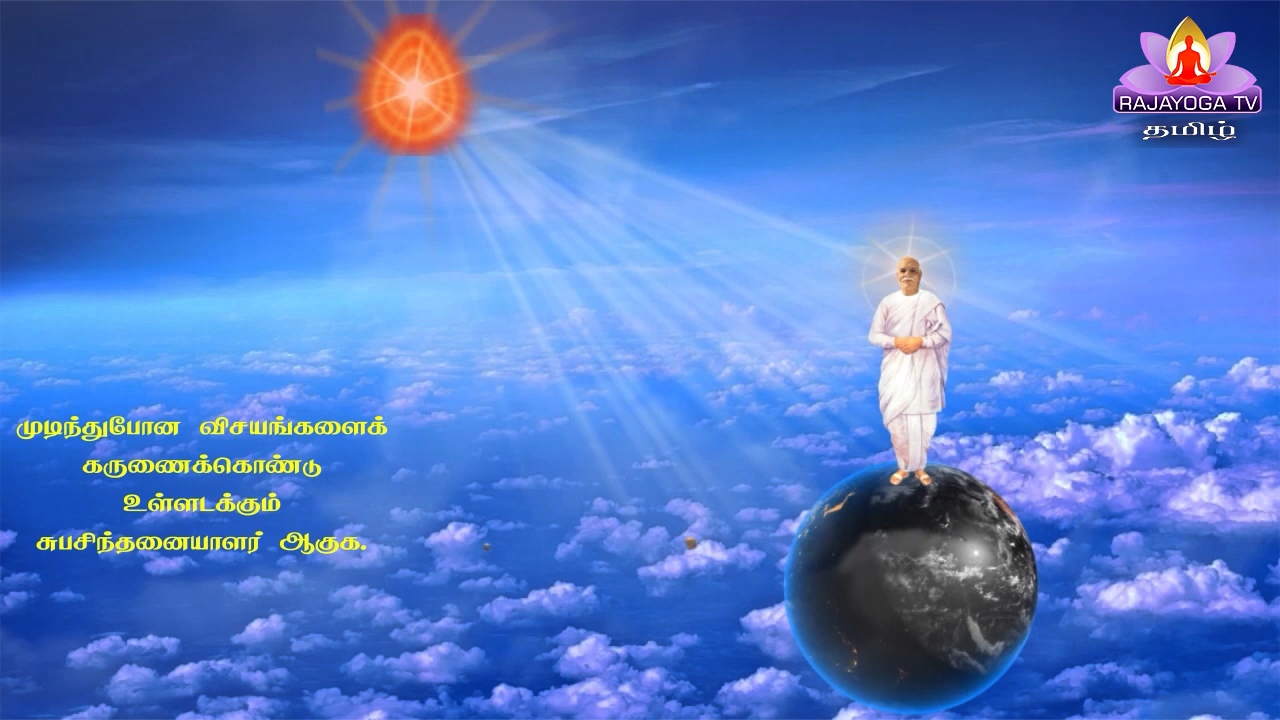 RAJAYOGA TV
தமிழ்
முடிந்துபோன விசயங்களைக்
கருணைக்கொண்டு
உள்ளடக்கும்
சுபசிந்தனையாளர் ஆகுக.